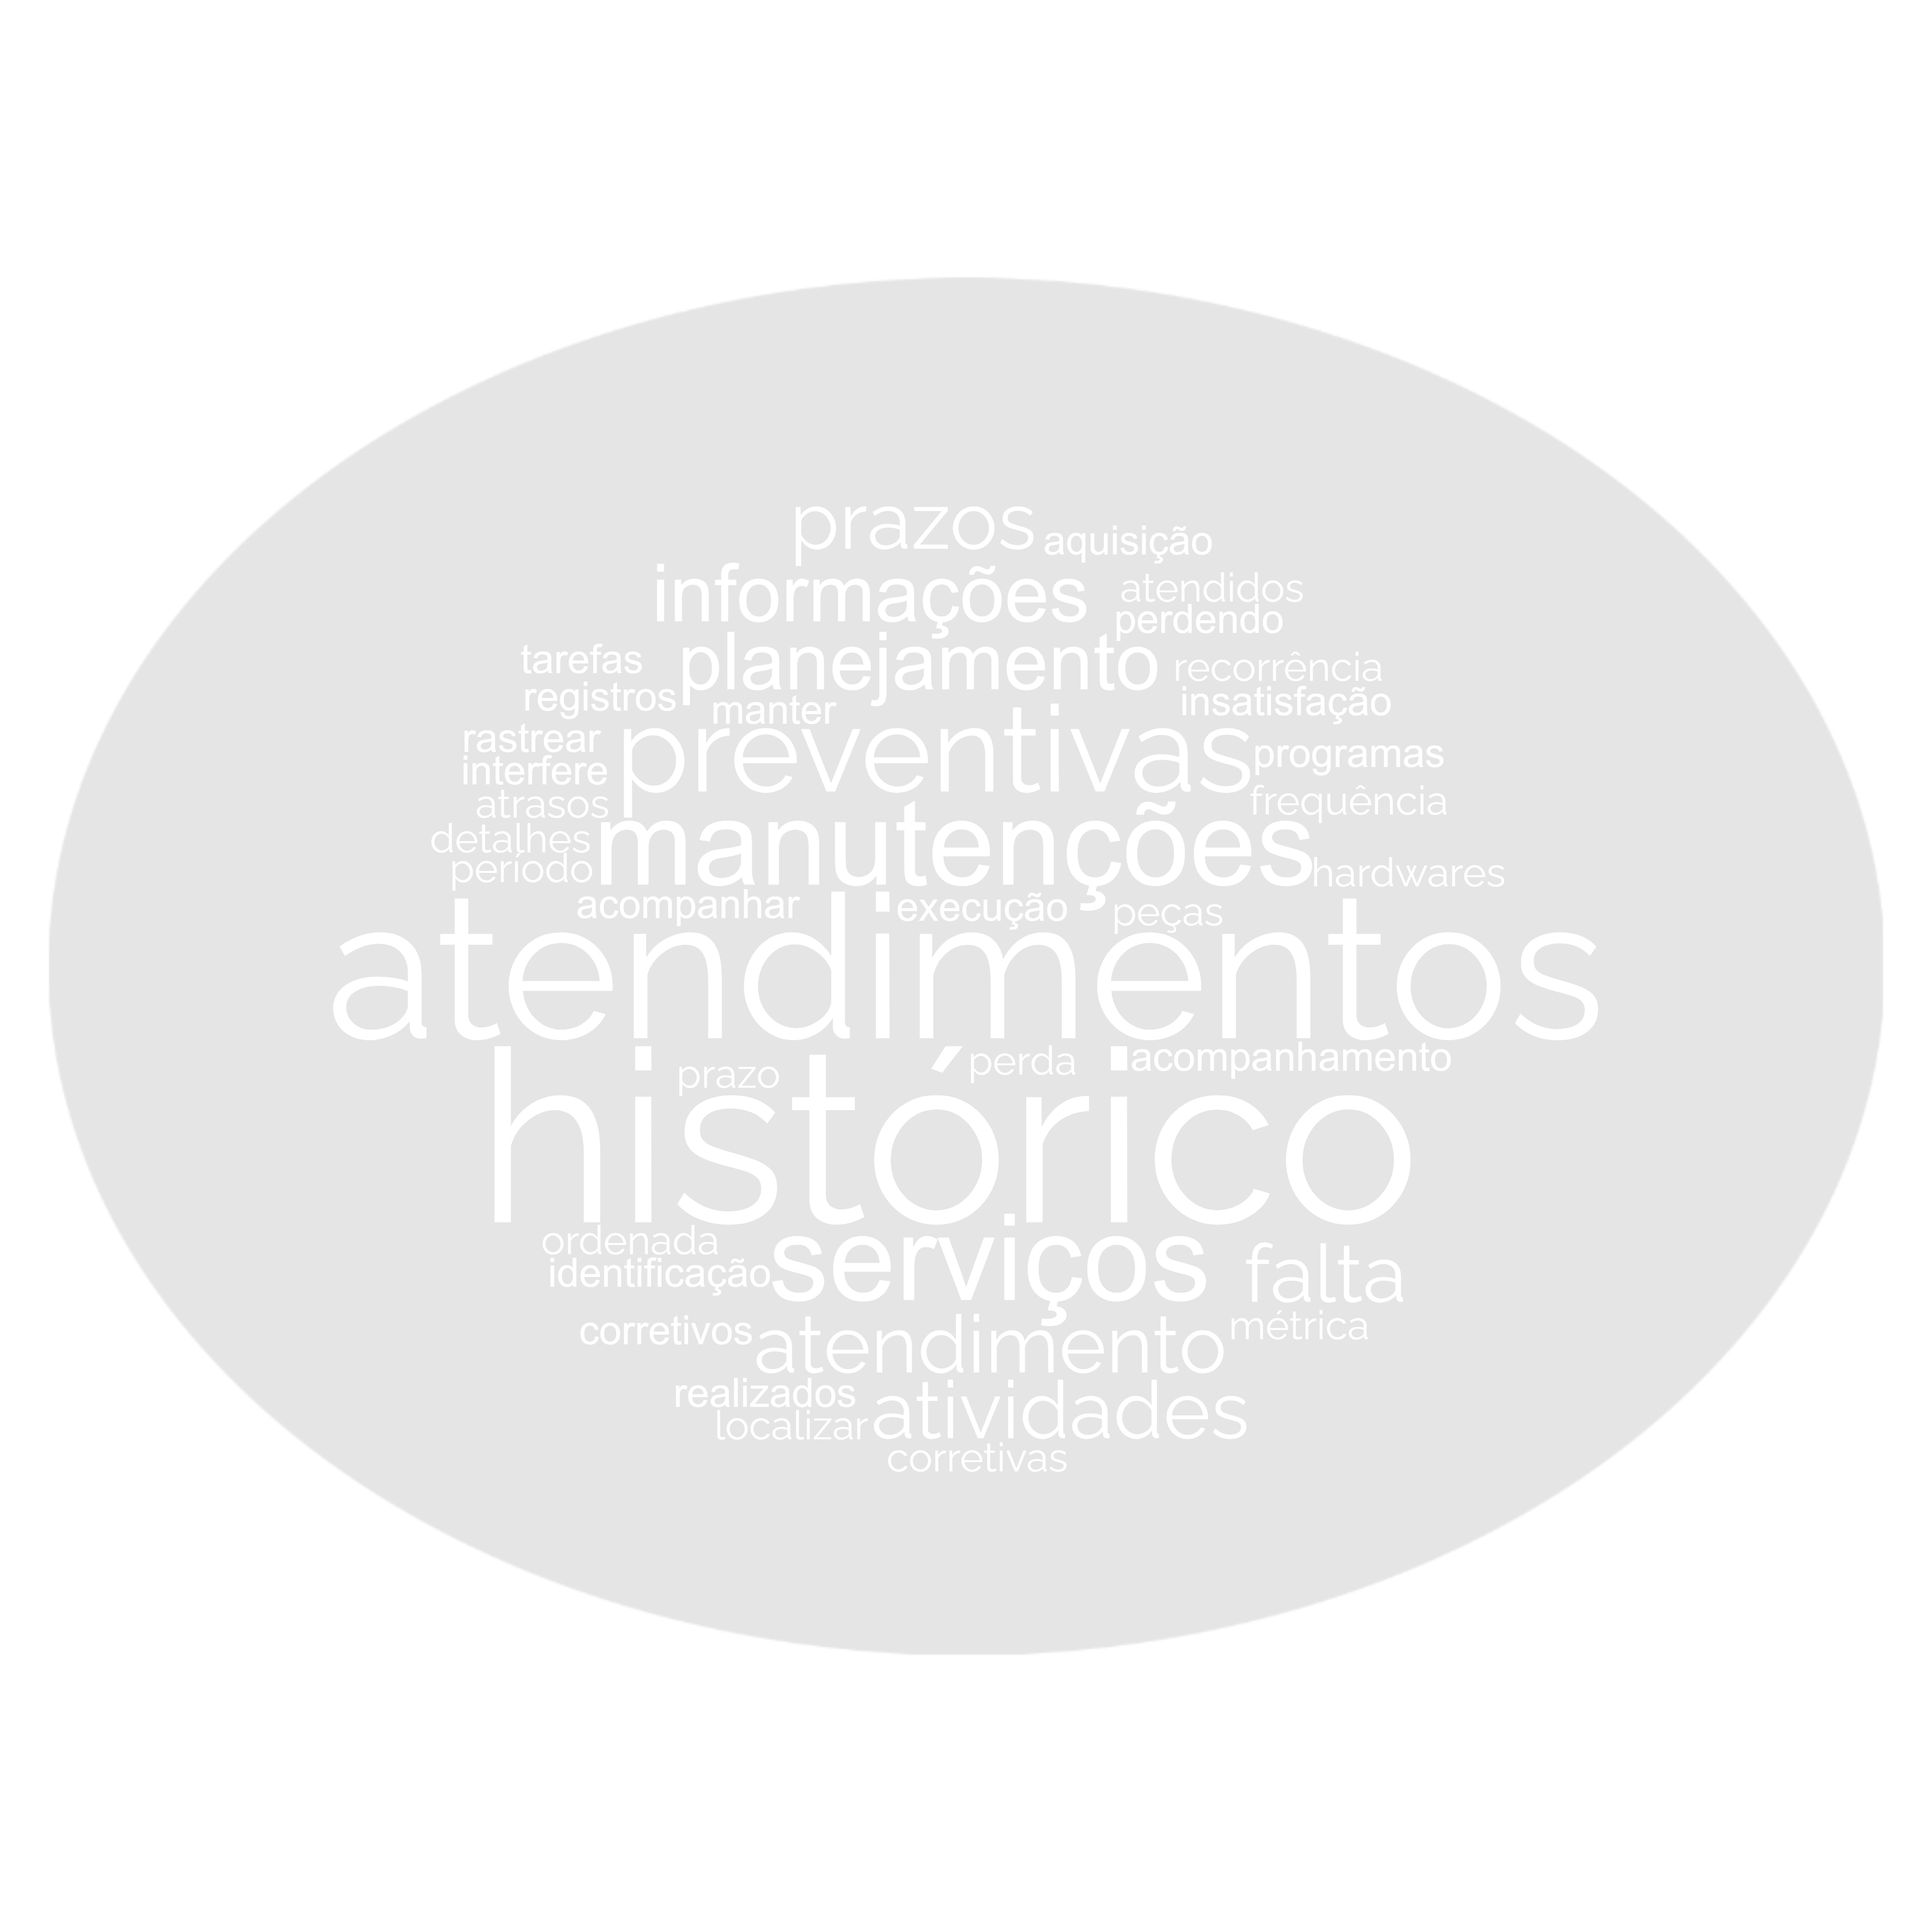 prazos aquisição
informações atendidos
perdendo
tarefas planejamento recorrência
registros manter insatisfação
rastrear preventivas programas
interferes
atrasos frequência
detalhes manutenções
período hardwares
acompanhar execução peças
atendimentos
prazo perda acompanhamento
histórico
ordenada
identificação serviços falta
corretivos atendimento métrica
realizados atividades
localizar
corretivas